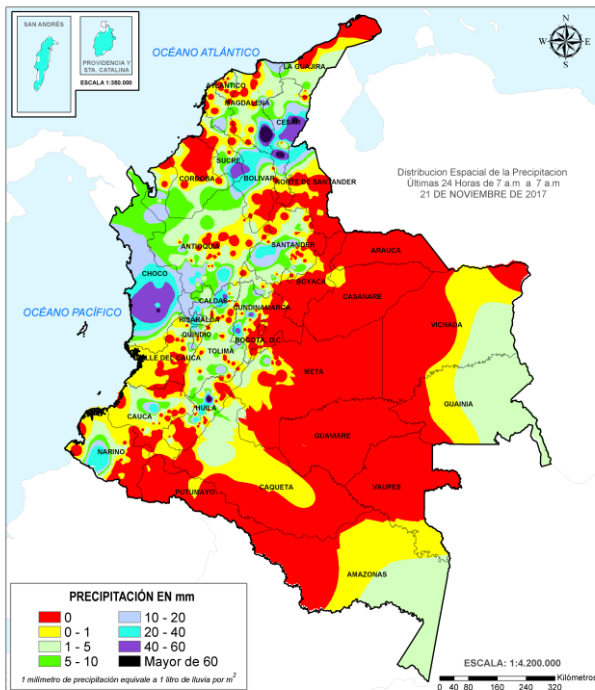 SAN ANDRÉS
PROVIDENCIA Y
STA. CATALINA
ESCALA 1:350.000
OCÉANO ATLÁNTICO
N
W E
S
LA GUAJIRA
ATLANTICO
MAGDALENA
CESAR
SUCRE
BOLIVAR
CORDOBA
NORTE DE SANTANDER
Distribucion Espacial de la Precipitacion
Últimas 24 Horas de 7 a.m a 7 a.m
21 DE NOVIEMBRE DE 2017
ANTIOQUIA
SANTANDER
ARAUCA
CHOCO
BOYACA
CASANARE
OCÉANO PACÍFICO
CALDAS
CUNDINAMARCA
RISARALDA
VICHADA
QUINDIO
BOGOTA, D.C.
TOLIMA
VALLE DEL CAUCA
META
GUAINIA
CAUCA
HUILA
GUAVIARE
NARIÑO
PUTUMAYO
CAQUETA
VAUPES
AMAZONAS
PRECIPITACIÓN EN mm
0 10 - 20
0 - 1 20 - 40
1 - 5 40 - 60
5 - 10 Mayor de 60
1 milimetro de precipitación equivale a 1 litro de lluvia por m²
ESCALA: 1:4.200.000
0 40 80 160 240 320
Kilómetros